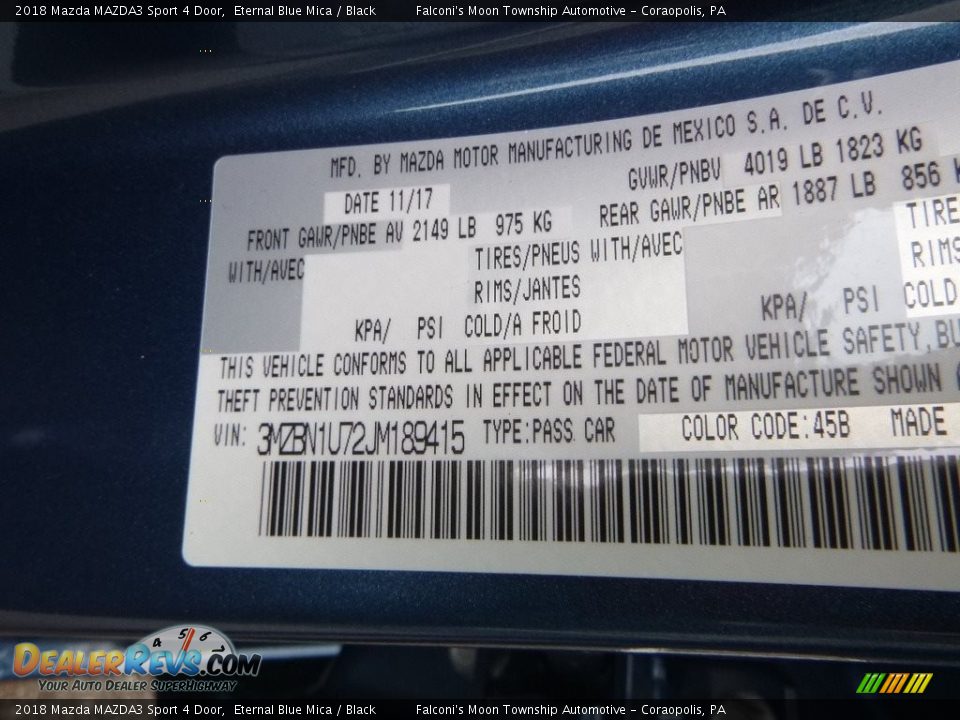 2018 Mazda MAZDA3 Sport 4 Door, Eternal Blue Mica / Black Falconi's Moon Township Automotive - Coraopolis, PA
MFD. BY MAZDA MOTOR MANUFACTURING DE MEXICO S.A. DE C.V.
DATE 11/17 GVWR/PNBV 4019 LB 1823 KG
FRONT GAWR/PNBE AV 2149 LB 975 KG REAR GAWR/PNBE AR 1887 LB 856
WITH/AVEC TIRES/PNEUS WITH/AVEC TIRE
RIMS/JANTES RIMS
KPA/ PSI COLD/A FROID KPA/ PSI COLD
THIS VEHICLE CONFORMS TO ALL APPLICABLE FEDERAL MOTOR VEHICLE SAFETY, BU
THEFT PREVENTION STANDARDS IN EFFECT ON THE DATE OF MANUFACTURE SHOWN
VIN: 3MZBN1U72JM189415 TYPE:PASS CAR COLOR CODE:45B MADE
4 5 6
DealerRevs.com
Your Auto Dealer SuperHighway
2018 Mazda MAZDA3 Sport 4 Door, Eternal Blue Mica / Black Falconi's Moon Township Automotive - Coraopolis, PA